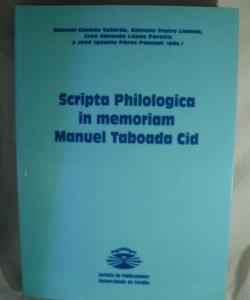 Manuel Casado Velarde, Antonio Freire Llamas,
José Eduardo López Pereira
y José Ignacio Pérez Pascual (eds.)
Scripta Philologica
in memoriam
Manuel Taboada Cid
Servicio de Publicacións
Universidade da Coruña